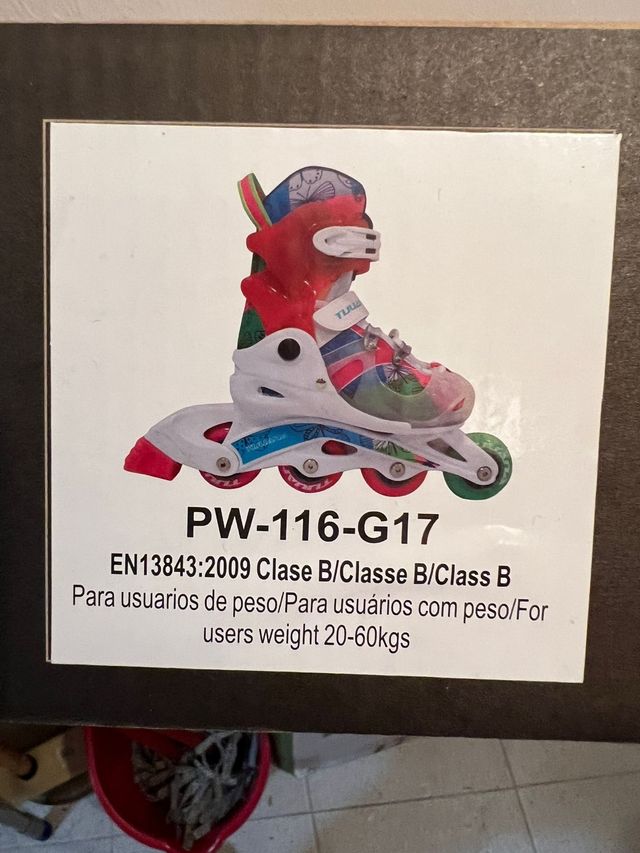 PW-116-G17
EN13843:2009 Clase B/Classe B/Class B
Para usuarios de peso/Para usuários com peso/For
users weight 20-60kgs